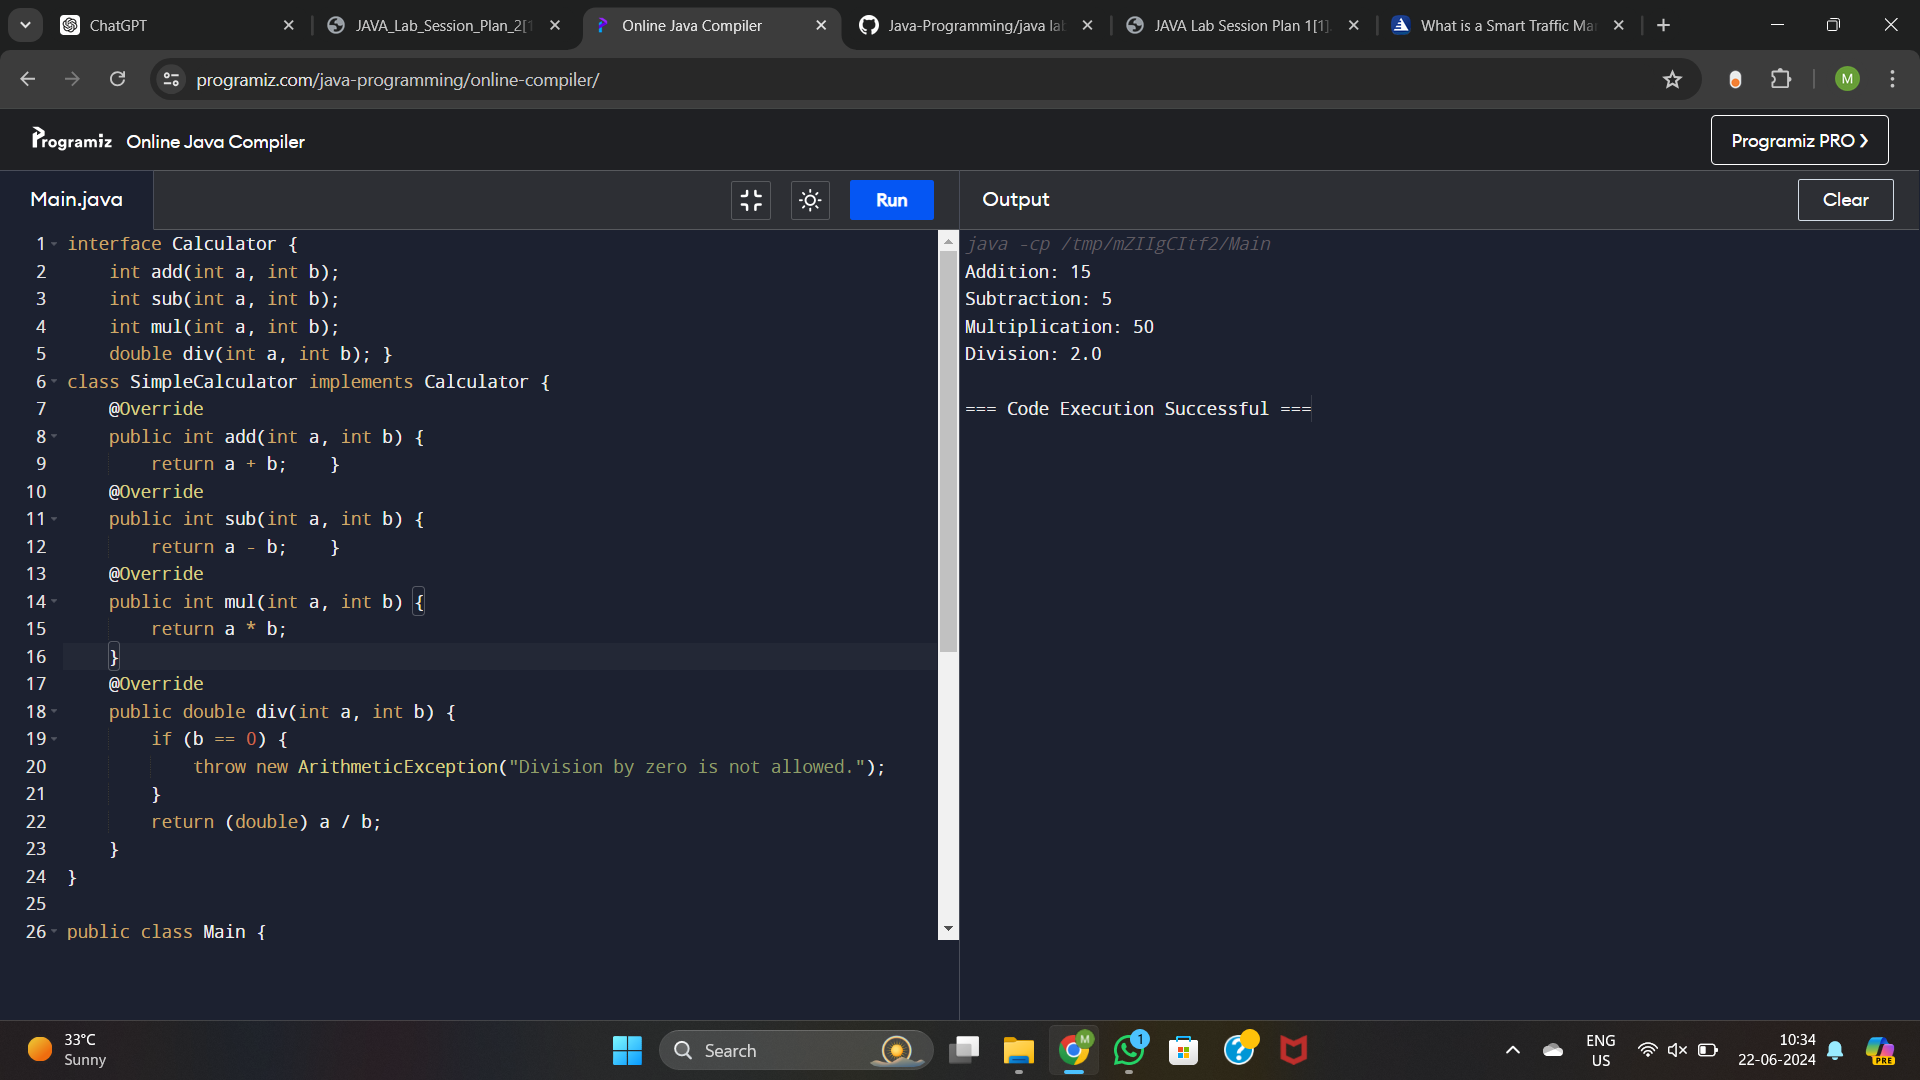 ChatGPT
JAVA_Lab_Session_Plan_2[1
Online Java Compiler
Java-Programming/java la
JAVA Lab Session Plan 1[1].
What is a Smart Traffic Ma
programiz.com/java-programming/online-compiler/
M
Programiz Online Java Compiler
Programiz PRO
Main.java
Run
Output
Clear
1 interface Calculator {
2 int add(int a, int b);
3 int sub(int a, int b);
4 int mul(int a, int b);
5 double div(int a, int b); }
6 class SimpleCalculator implements Calculator {
7 @Override
8 public int add(int a, int b) {
9 return a + b;    }
10 @Override
11 public int sub(int a, int b) {
12 return a - b;    }
13 @Override
14 public int mul(int a, int b) {
15 return a * b;
16 }
17 @Override
18 public double div(int a, int b) {
19 if (b == 0) {
20 throw new ArithmeticException("Division by zero is not allowed.");
21 }
22 return (double) a / b;
23 }
24 }
25
26 public class Main {
java -cp /tmp/mZIIgCItf2/Main
Addition: 15
Subtraction: 5
Multiplication: 50
Division: 2.0
=== Code Execution Successful ===
33°C
Sunny
Search
M
1
ENG
US
10:34
22-06-2024
PRE